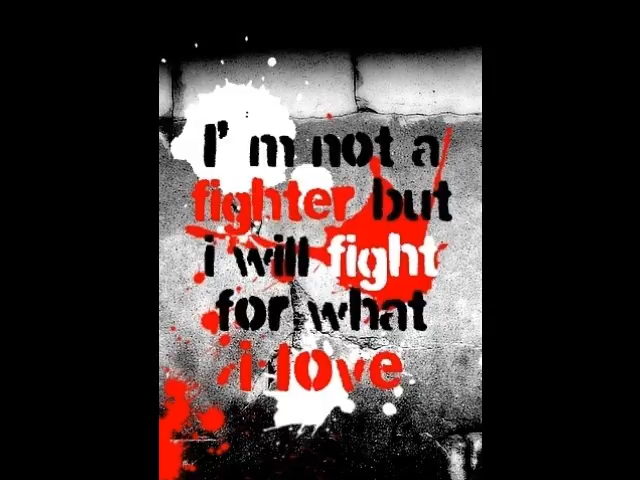 I'm not a
fighter but
i will fight
for what
i love